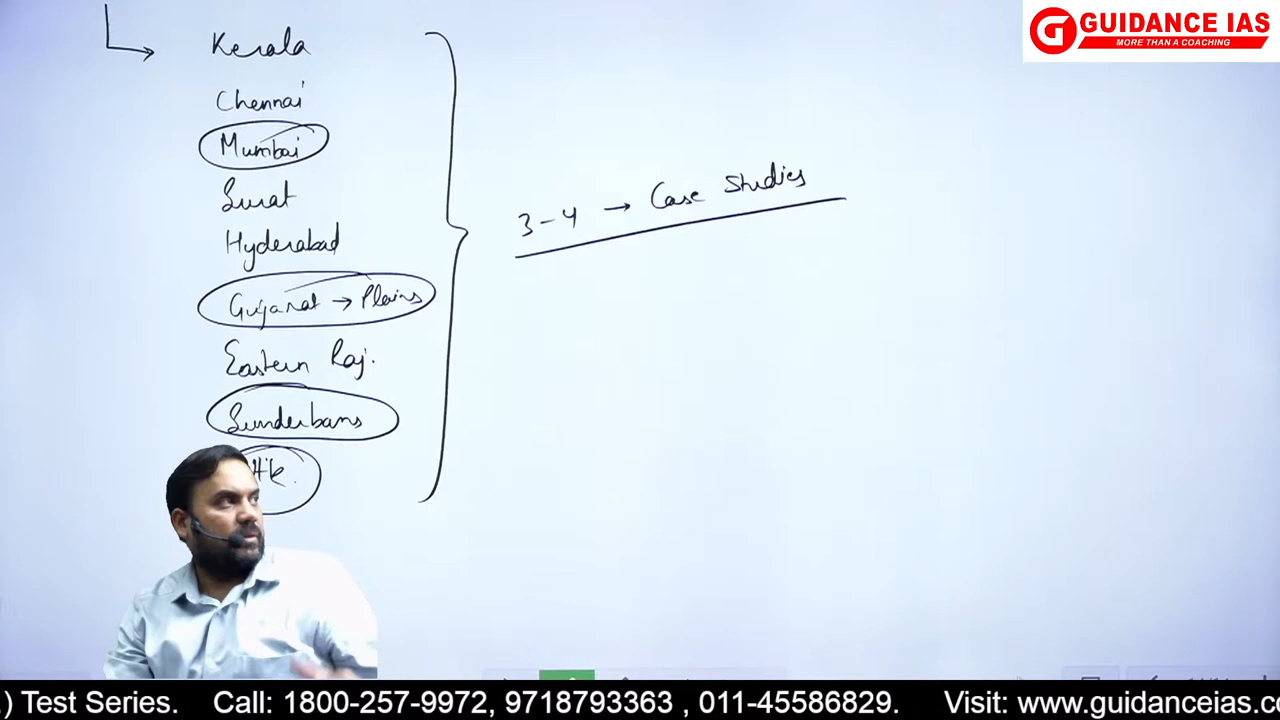 GUIDANCE IAS
MORE THAN A COACHING
Kerala
Chennai
Mumbai
Surat
Hyderabad
Gujarat → Plains
Eastern Raj.
Sunderbans
3-4 → Case Studies
.) Test Series. Call: 1800-257-9972, 9718793363 , 011-45586829. Visit: www.guidanceias.c